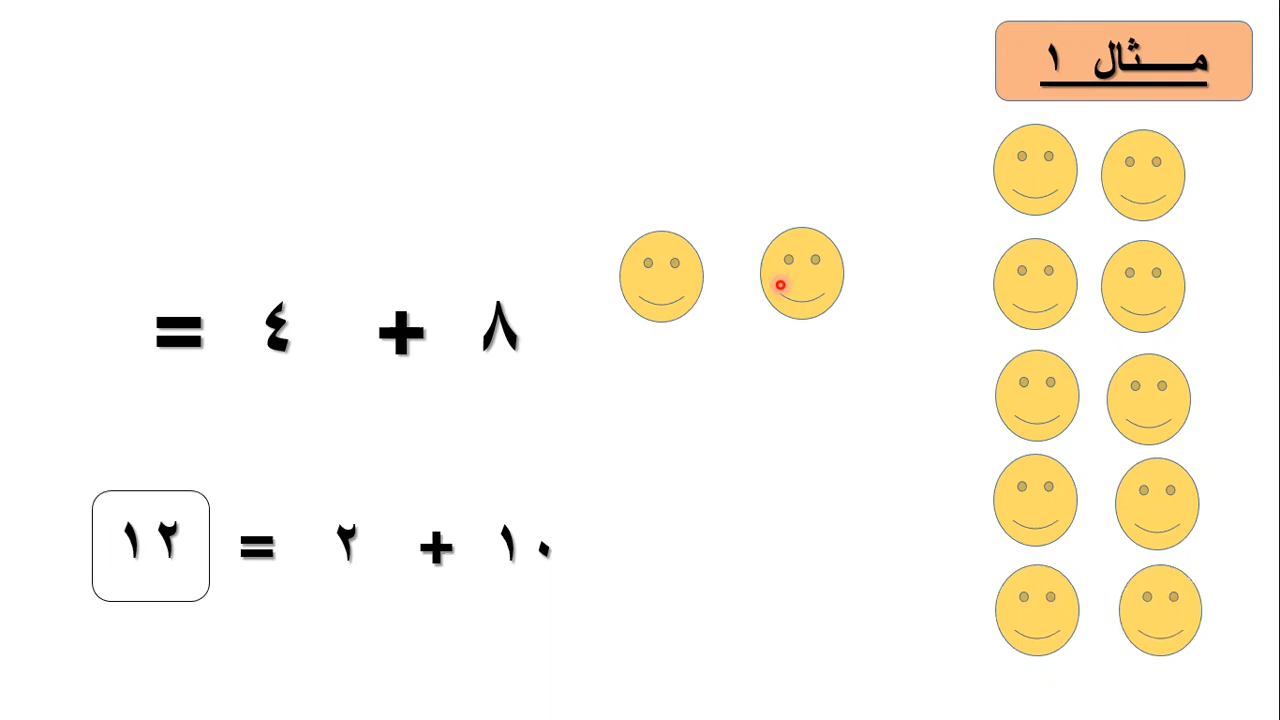 مـــثال ١
٨ + ٤ =
١٠ + ٢ = ١٢